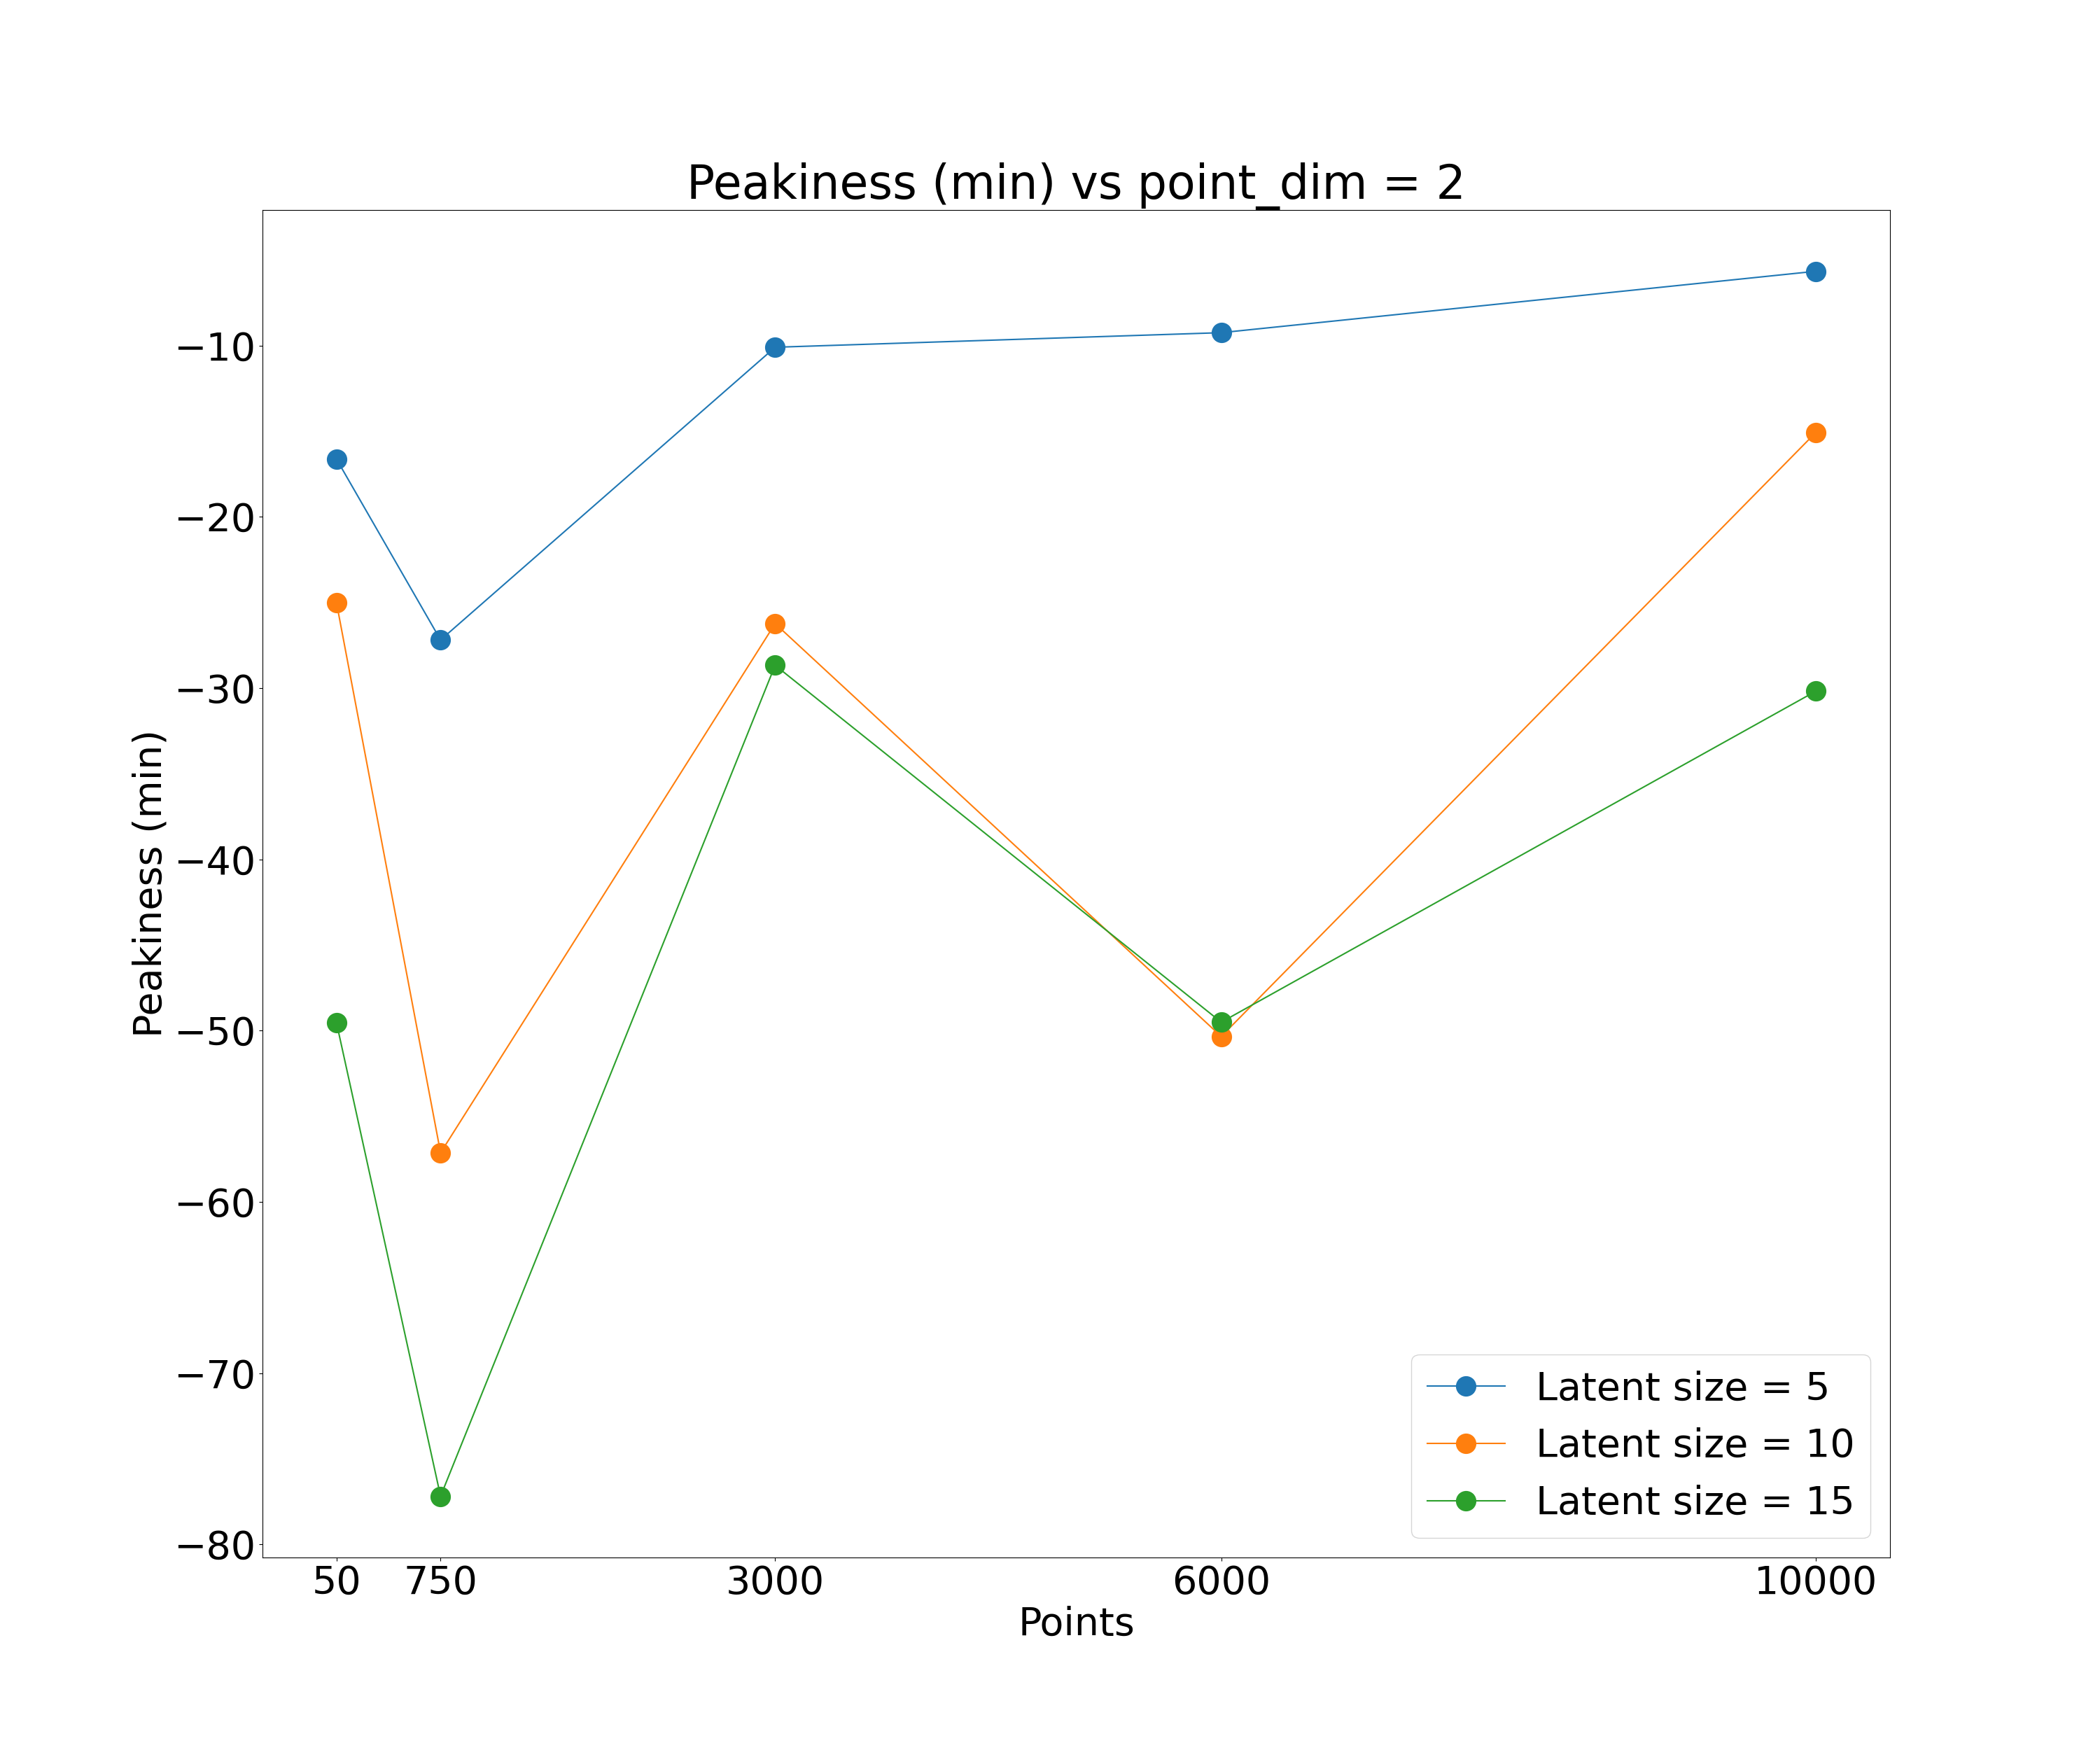 Peakiness (min) vs point_dim = 2
Peakiness (min)
−10
−20
−30
−40
−50
−60
−70
−80
Latent size = 5
Latent size = 10
Latent size = 15
50 750 3000 6000 10000
Points